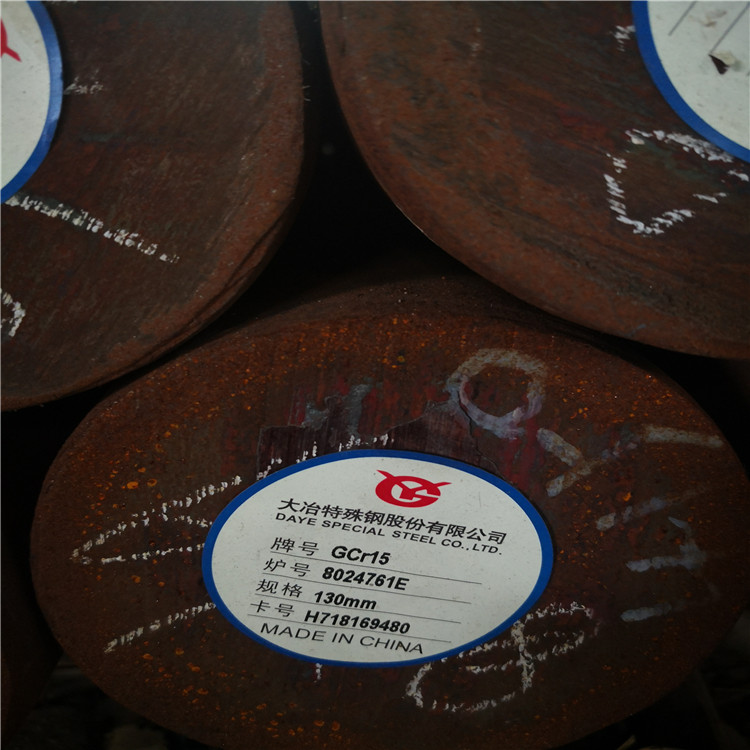 大冶特殊钢股份有限公司
DAYE SPECIAL STEEL CO.,LTD.
牌号 GCr15
炉号 8024761E
规格 130mm
卡号 H718169480
MADE IN CHINA